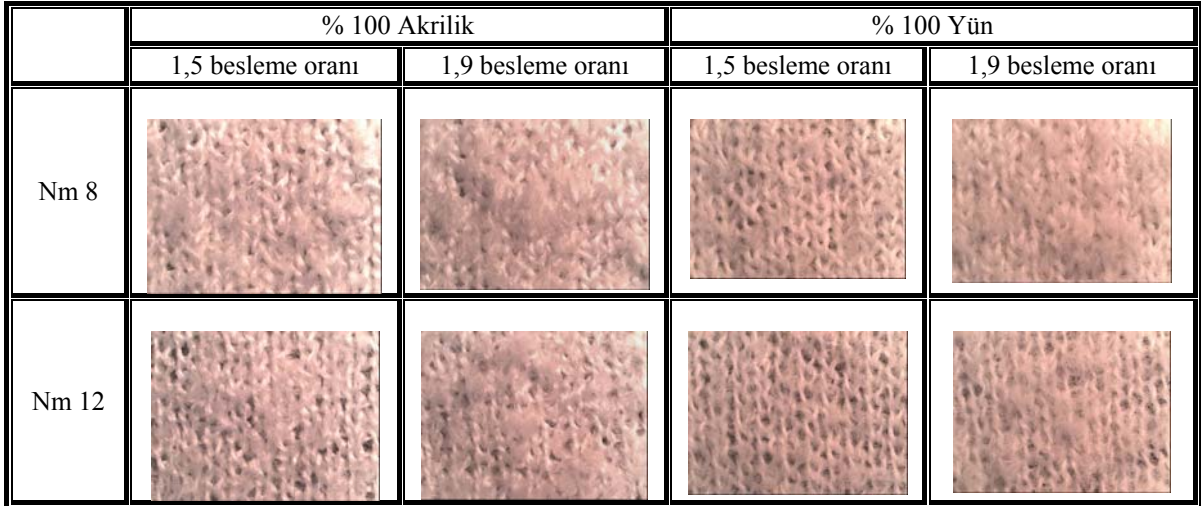 % 100 Akrilik % 100 Yün
1,5 besleme oranı 1,9 besleme oranı 1,5 besleme oranı 1,9 besleme oranı
Nm 8
Nm 12